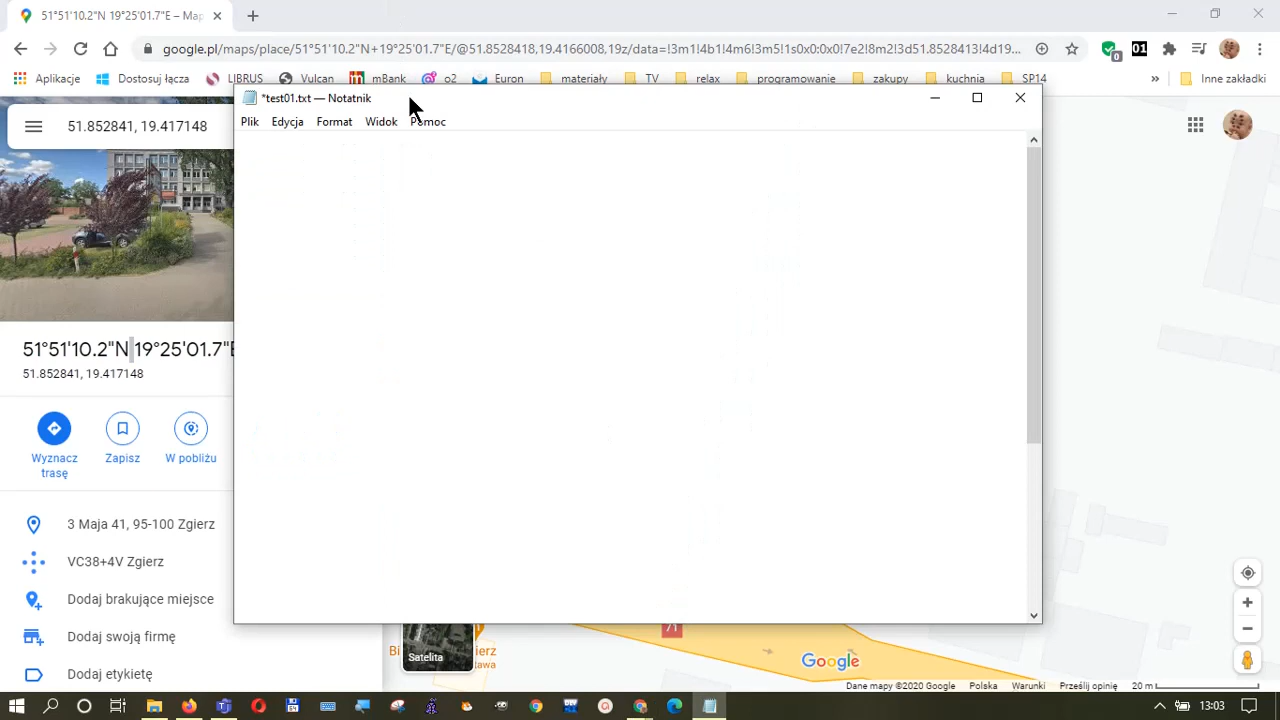 51°51'10.2"N 19°25'01.7"E – Map
google.pl/maps/place/51°51'10.2"N+19°25'01.7"E/@51.8528418,19.4166008,19z/data=!3m1!4b1!4m6!3m5!1s0x0:0x0!7e2!8m2!3d51.8528413!4d19...
Aplikacje Dostosuj łącza LIBRUS Vulcan mBank o2 Euron materiały TV relax programowanie zakupy kuchnia SP14 » Inne zakładki
*test01.txt — Notatnik
Plik Edycja Format Widok Pomoc
51.852841, 19.417148
51°51'10.2"N 19°25'01.7"E
51.852841, 19.417148
Wyznacz trasę
Zapisz
W pobliżu
3 Maja 41, 95-100 Zgierz
VC38+4V Zgierz
Dodaj brakujące miejsce
Dodaj swoją firmę
Dodaj etykietę
Satelita
Google
Dane mapy ©2020 Google Polska Warunki Prześlij opinię 20 m
13:03